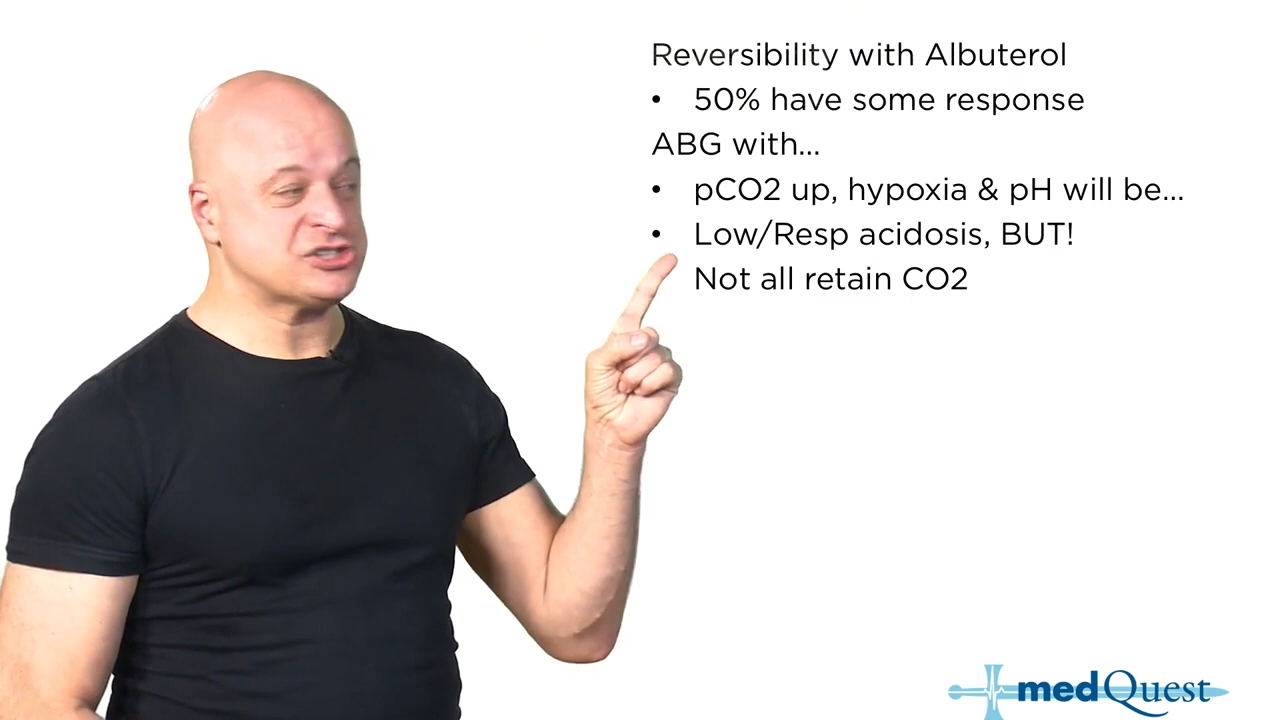 Reversibility with Albuterol
• 50% have some response
ABG with...
• pCO2 up, hypoxia & pH will be...
• Low/Resp acidosis, BUT!
Not all retain CO2
medQuest